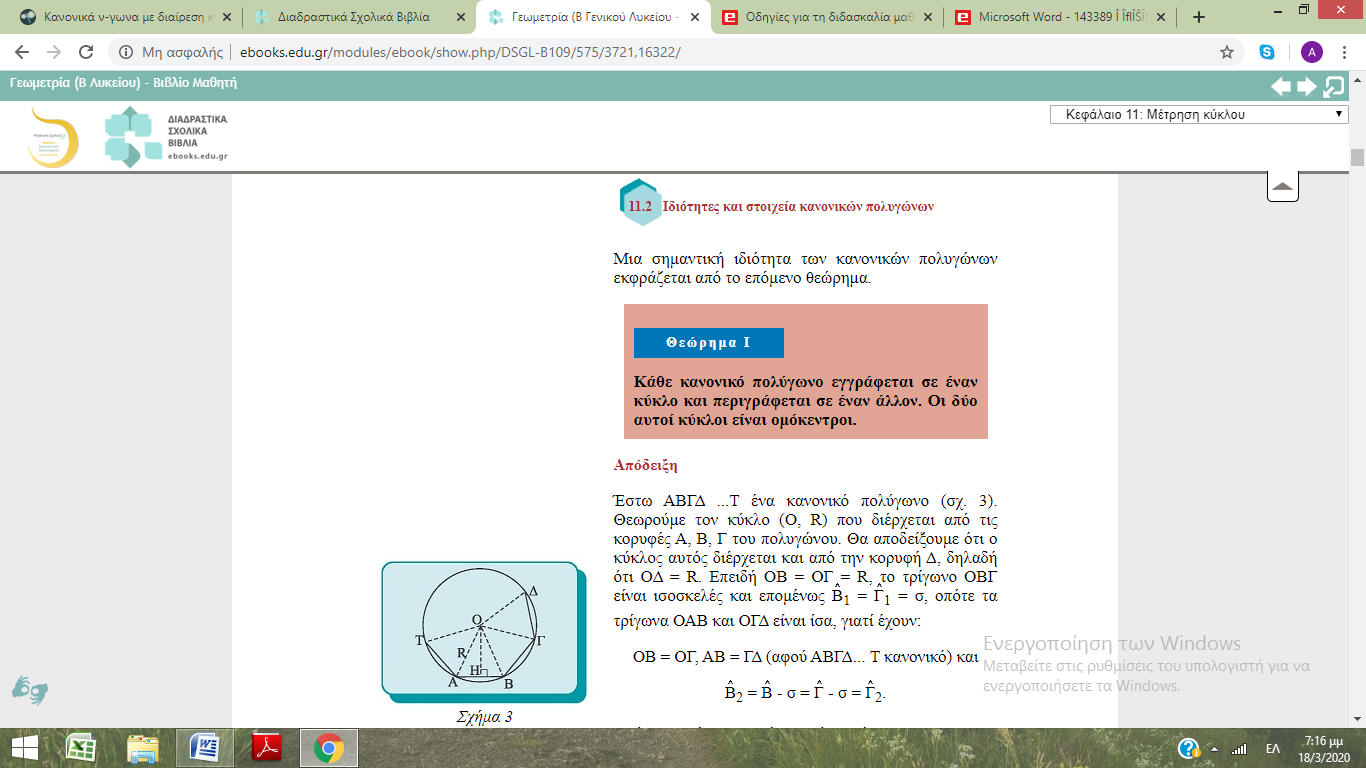 Κανονικά ν-γωνα με διαίρεση κ
Διαδραστικά Σχολικά Βιβλία
Γεωμετρία (Β Γενικού Λυκείου -
Οδηγίες για τη διδασκαλία μαθ
Microsoft Word - 143389
Μη ασφαλής
ebooks.edu.gr/modules/ebook/show.php/DSGL-B109/575/3721,16322/
A
Γεωμετρία (Β Λυκείου) - Βιβλίο Μαθητή
ΔΙΑΔΡΑΣΤΙΚΑ
ΣΧΟΛΙΚΑ
ΒΙΒΛΙΑ
ebooks.edu.gr
Κεφάλαιο 11: Μέτρηση κύκλου
11.2 Ιδιότητες και στοιχεία κανονικών πολυγώνων
Μια σημαντική ιδιότητα των κανονικών πολυγώνων
εκφράζεται από το επόμενο θεώρημα.
Θεώρημα Ι
Κάθε κανονικό πολύγωνο εγγράφεται σε έναν
κύκλο και περιγράφεται σε έναν άλλον. Οι δύο
αυτοί κύκλοι είναι ομόκεντροι.
Απόδειξη
Έστω ΑΒΓΔ ...Τ ένα κανονικό πολύγωνο (σχ. 3).
Θεωρούμε τον κύκλο (Ο, R) που διέρχεται από τις
κορυφές Α, Β, Γ του πολυγώνου. Θα αποδείξουμε ότι ο
κύκλος αυτός διέρχεται και από την κορυφή Δ, δηλαδή
ότι ΟΔ = R. Επειδή ΟΒ = ΟΓ = R, το τρίγωνο ΟΒΓ
είναι ισοσκελές και επομένως B̂₁ = Γ̂₁ = σ, οπότε τα
τρίγωνα ΟΑΒ και ΟΓΔ είναι ίσα, γιατί έχουν:
ΟΒ = ΟΓ, ΑΒ = ΓΔ (αφού ΑΒΓΔ... Τ κανονικό) και
B̂₂ = B̂ - σ = Γ̂ - σ = Γ̂₂.
Δ
Ο
Τ
Γ
R
Η
Α
Β
Σχήμα 3
Ενεργοποίηση των Windows
Μεταβείτε στις ρυθμίσεις του υπολογιστή για να
ενεργοποιήσετε τα Windows.
ΕΛ
7:16 μμ
18/3/2020